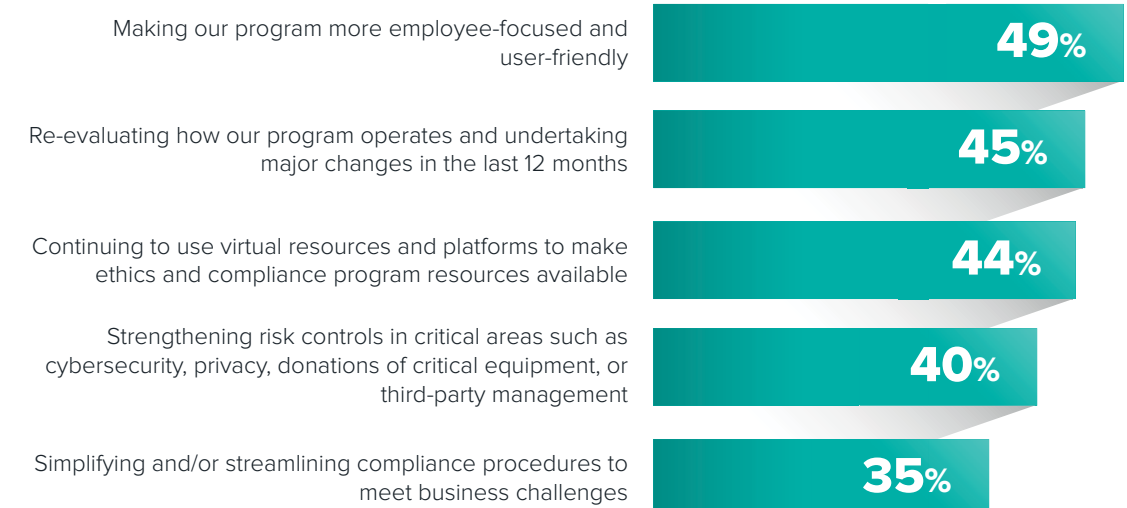 Making our program more employee-focused and
user-friendly
49%
Re-evaluating how our program operates and undertaking
major changes in the last 12 months
45%
Continuing to use virtual resources and platforms to make
ethics and compliance program resources available
44%
Strengthening risk controls in critical areas such as
cybersecurity, privacy, donations of critical equipment, or
third-party management
40%
Simplifying and/or streamlining compliance procedures to
meet business challenges
35%